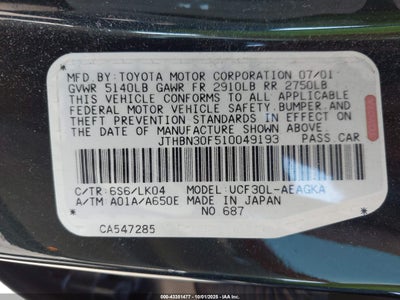 MFD. BY: TOYOTA MOTOR CORPORATION 07/01
GVWR 5140LB GAWR FR 2910LB RR 2750LB
THIS VEHICLE CONFORMS TO ALL APPLICABLE
FEDERAL MOTOR VEHICLE SAFETY, BUMPER, AND
THEFT PREVENTION STANDARDS IN EFFECT ON
THE DATE OF MANUFACTURE SHOWN ABOVE.
JTHBN30F510049193 PASS. CAR
C/TR: 6S6/LK04 MODEL: UCF30L-AEAGKA
A/TM: A01A/A650E MADE IN JAPAN
NO 687
CA547285
000-43351477 - 10/01/2025 - WWW.IAAI.COM